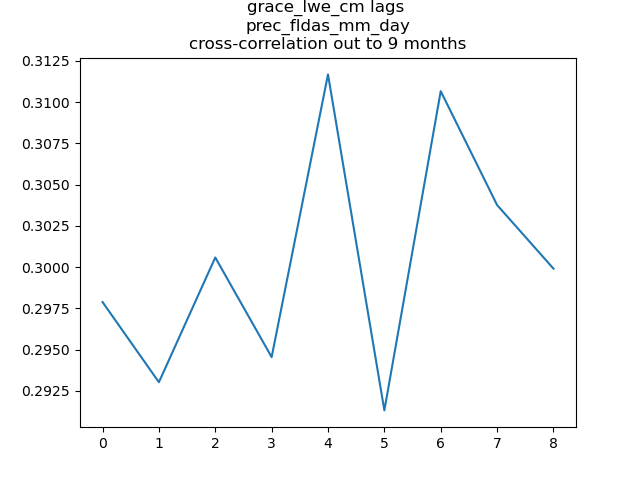 grace_lwe_cm lags
prec_fldas_mm_day
cross-correlation out to 9 months
0.3125
0.3100
0.3075
0.3050
0.3025
0.3000
0.2975
0.2950
0.2925
0 1 2 3 4 5 6 7 8